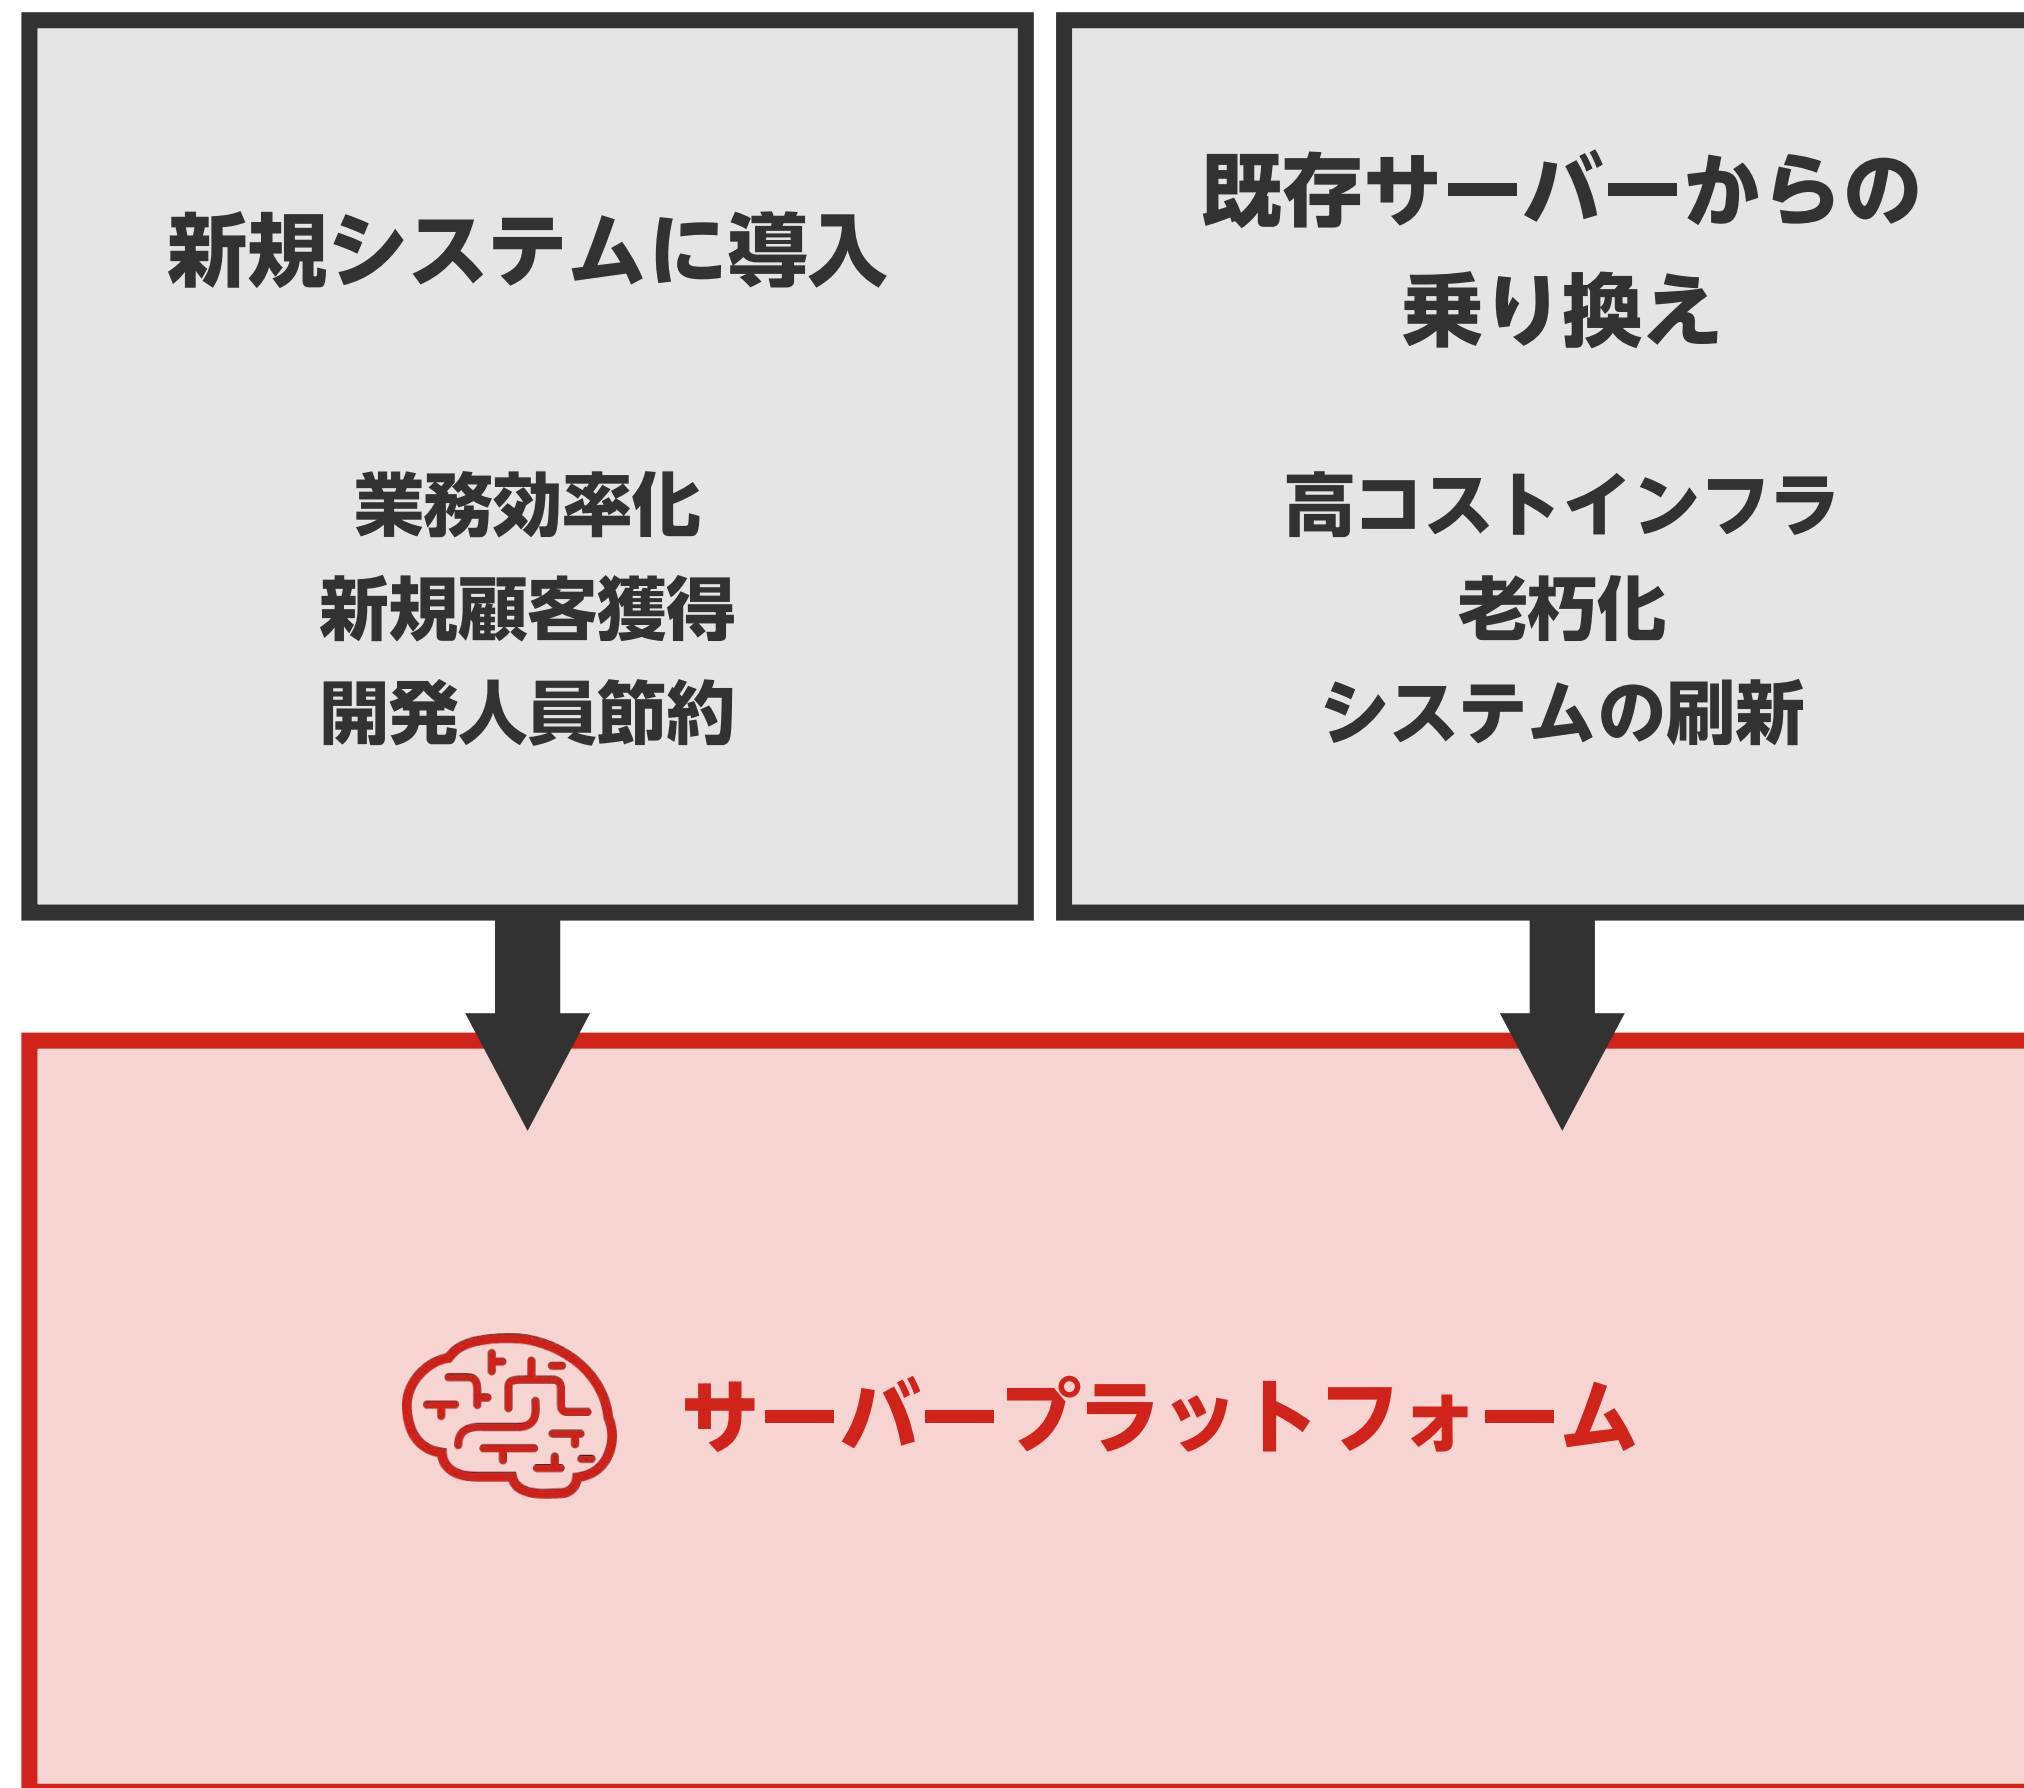 新規システムに導入
業務効率化
新規顧客獲得
開発人員節約
既存サーバーからの
乗り換え
高コストインフラ
老朽化
システムの刷新
サーバープラットフォーム